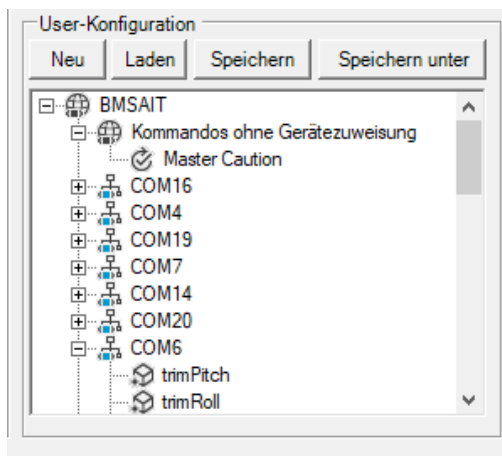 User-Konfiguration
Neu Laden Speichern Speichern unter
BMSAIT
Kommandos ohne Gerätezuweisung
Master Caution
COM16
COM4
COM19
COM7
COM14
COM20
COM6
trimPitch
trimRoll